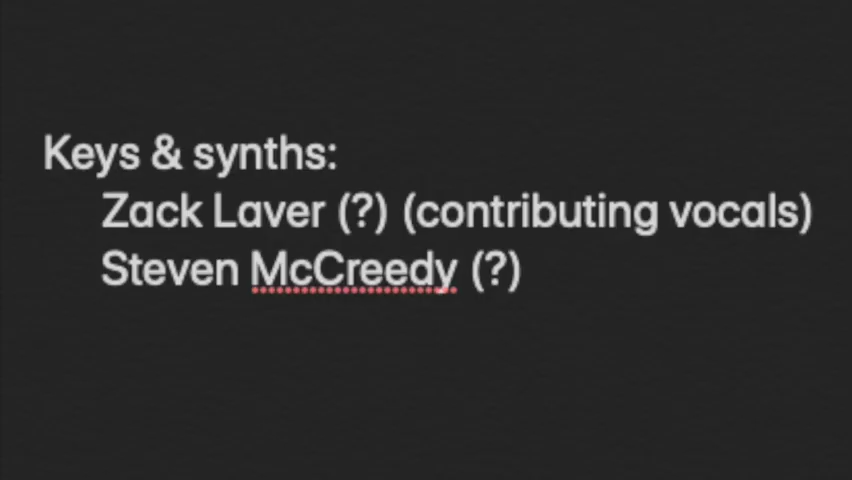 Keys & synths:
Zack Laver (?) (contributing vocals)
Steven McCreedy (?)